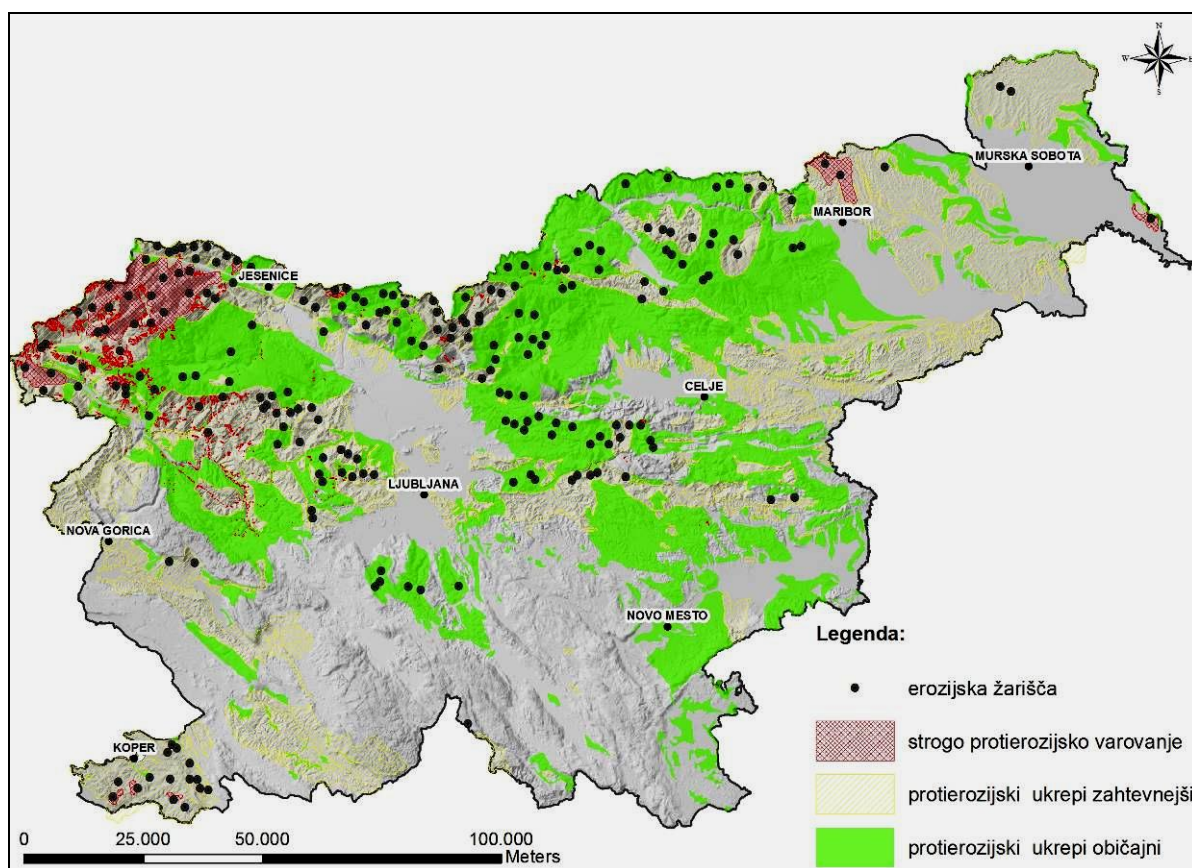 N
W E
S
MURSKA SOBOTA
MARIBOR
JESENICE
CELJE
LJUBLJANA
NOVA GORICA
NOVO MESTO
KOPER
Legenda:
erozijska žarišča
strogo protierozijsko varovanje
protierozijski ukrepi zahtevnejši
protierozijski ukrepi običajni
0 25.000 50.000 100.000
Meters